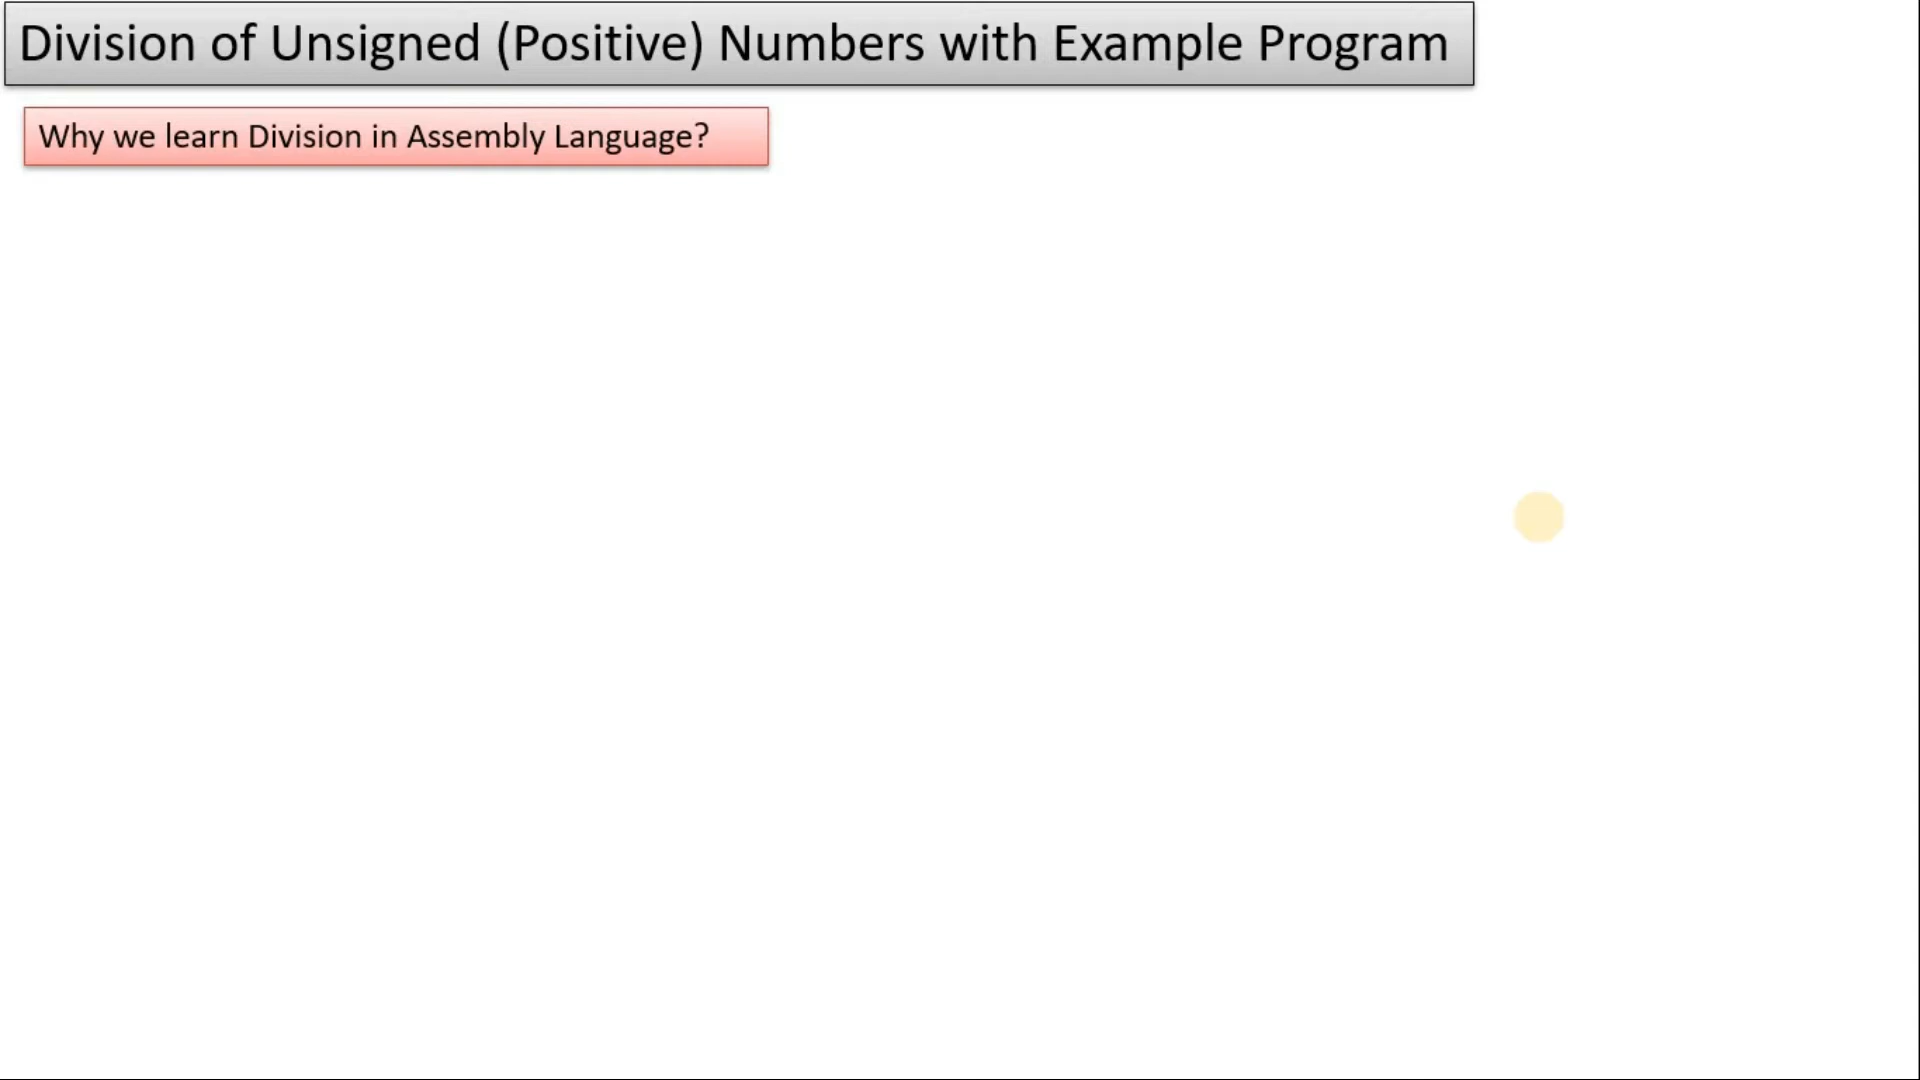 Division of Unsigned (Positive) Numbers with Example Program
Why we learn Division in Assembly Language?